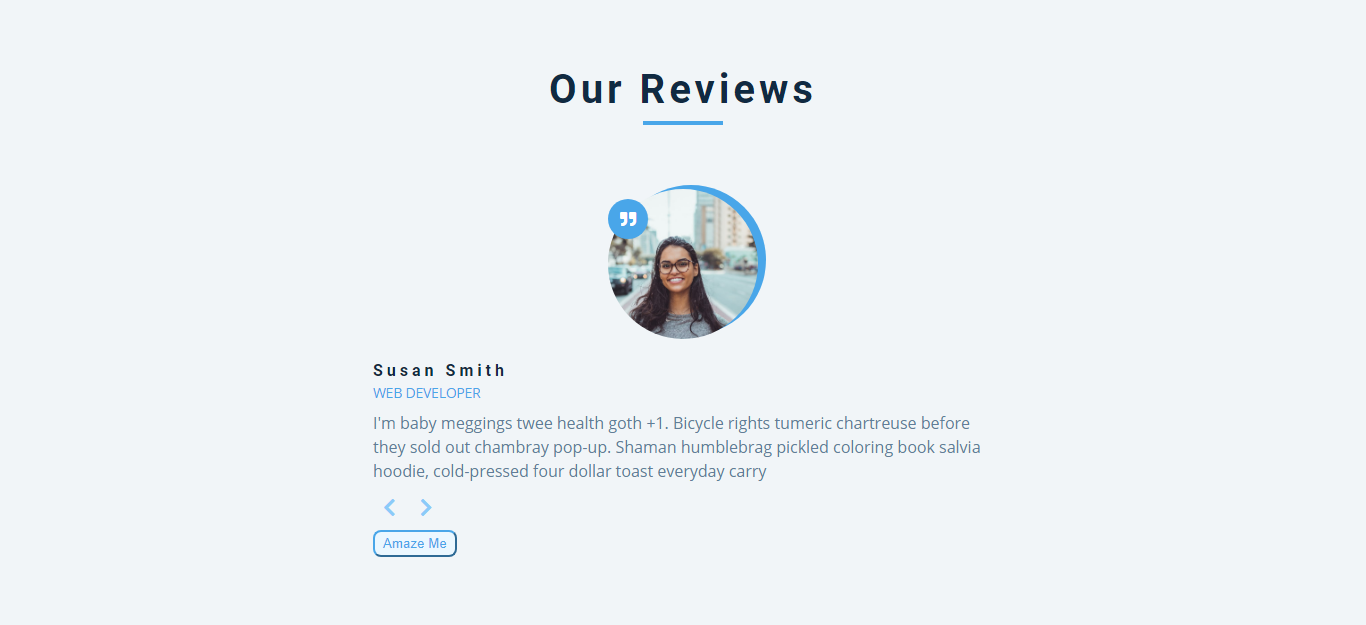 Our Reviews
Susan Smith
WEB DEVELOPER
I'm baby meggings twee health goth +1. Bicycle rights tumeric chartreuse before
they sold out chambray pop-up. Shaman humblebrag pickled coloring book salvia
hoodie, cold-pressed four dollar toast everyday carry
Amaze Me